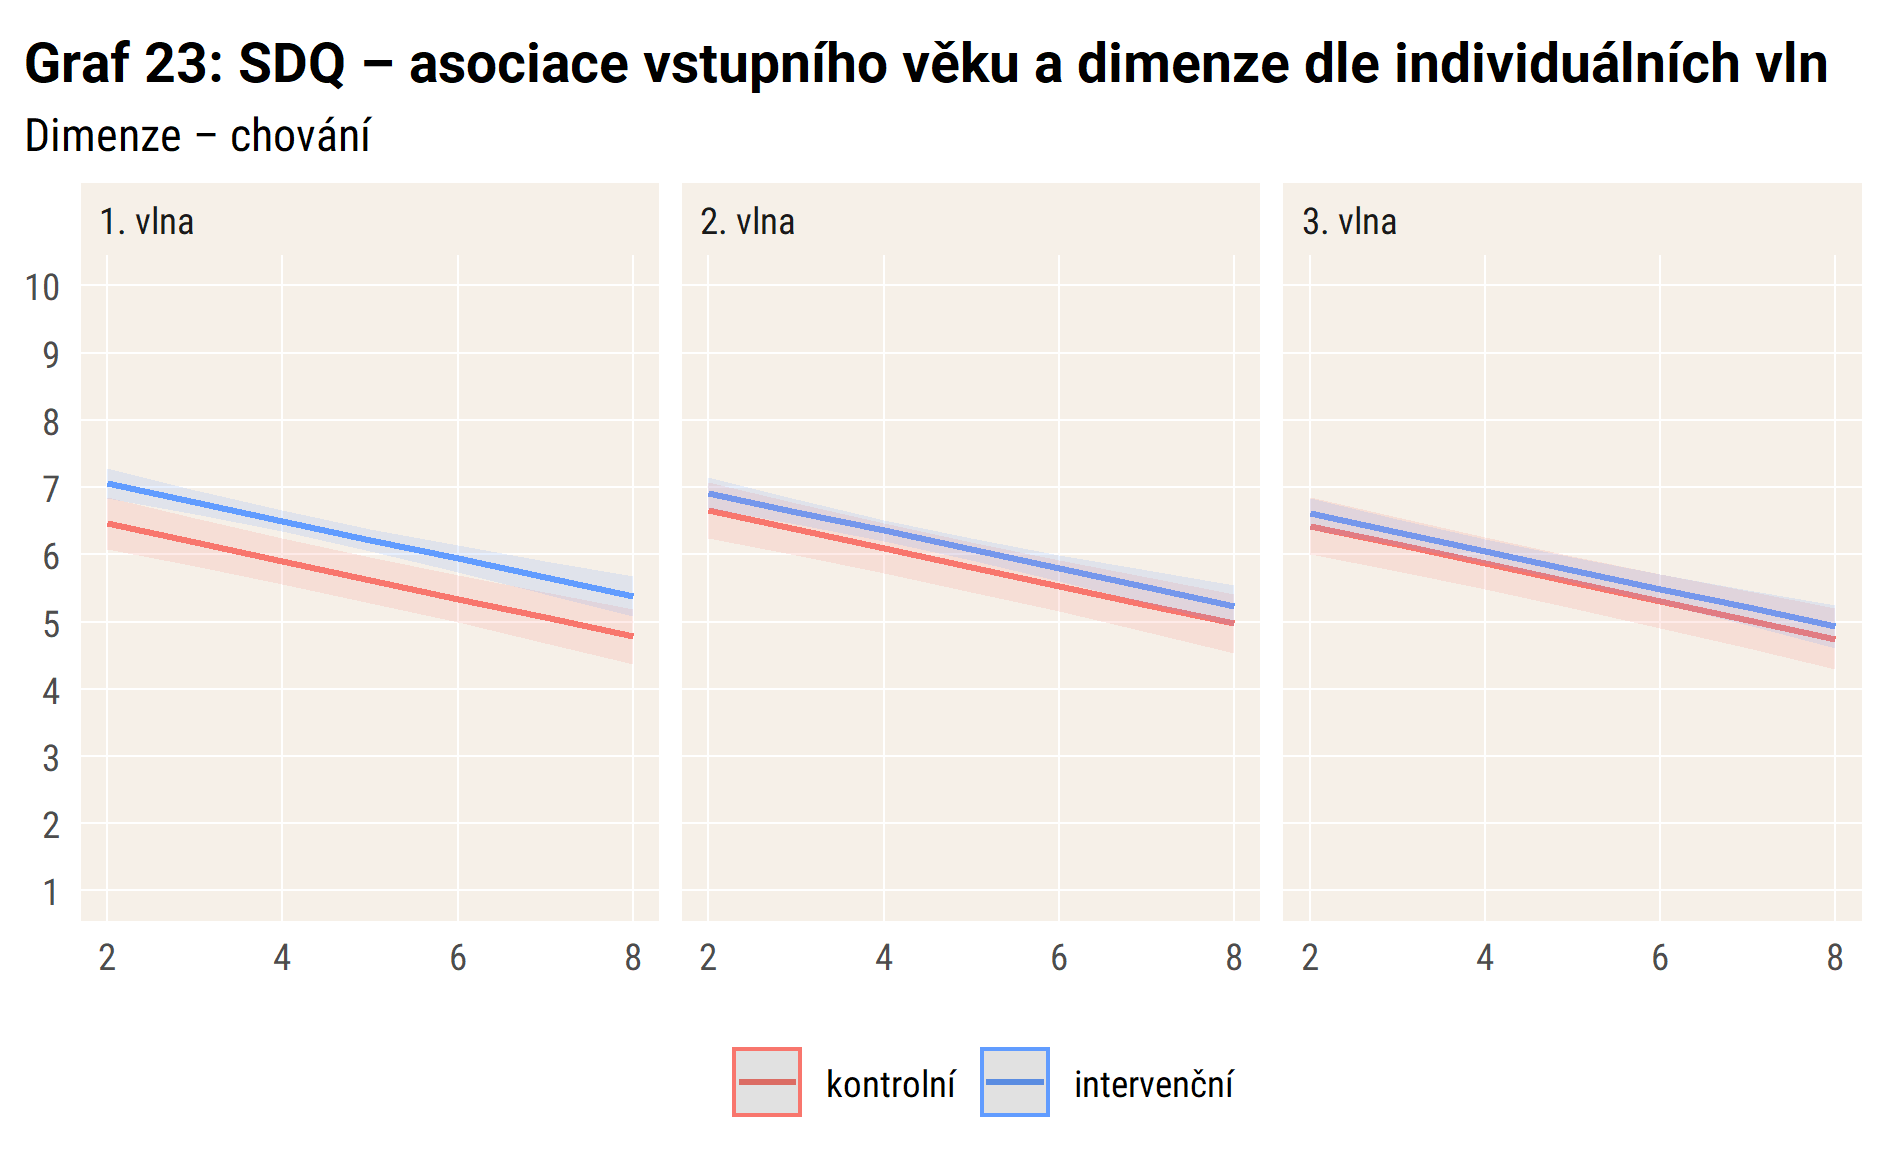 Graf 23: SDQ – asociace vstupního věku a dimenze dle individuálních vln
Dimenze – chování
1. vlna
2. vlna
3. vlna
10
9
8
7
6
5
4
3
2
1
2 4 6 8
2 4 6 8
2 4 6 8
kontrolní
intervenční